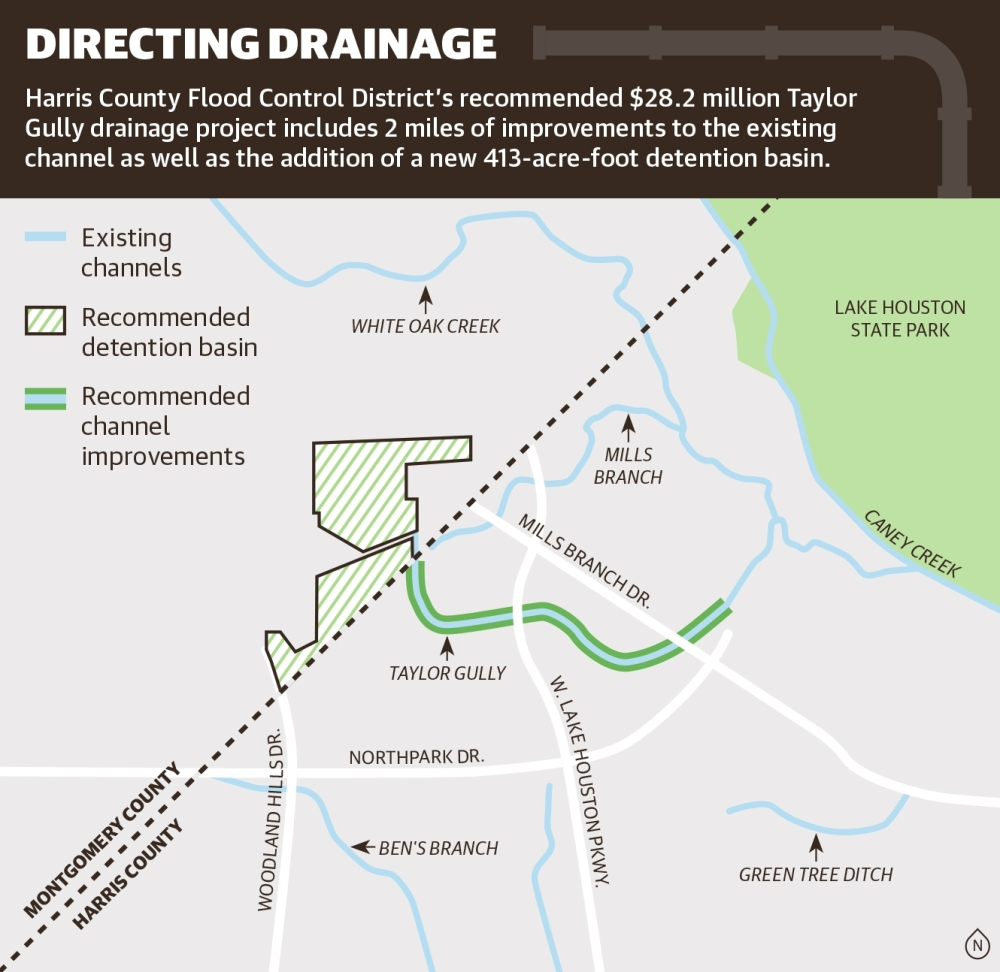 DIRECTING DRAINAGE
Harris County Flood Control District's recommended $28.2 million Taylor
Gully drainage project includes 2 miles of improvements to the existing
channel as well as the addition of a new 413-acre-foot detention basin.
Existing
channels
Recommended
detention basin
Recommended
channel
improvements
WHITE OAK CREEK
LAKE HOUSTON
STATE PARK
MILLS
BRANCH
CANEY CREEK
MILLS BRANCH DR.
TAYLOR GULLY
W. LAKE HOUSTON PKWY.
NORTHPARK DR.
WOODLAND HILLS DR.
MONTGOMERY COUNTY
HARRIS COUNTY
BEN'S BRANCH
GREEN TREE DITCH
N